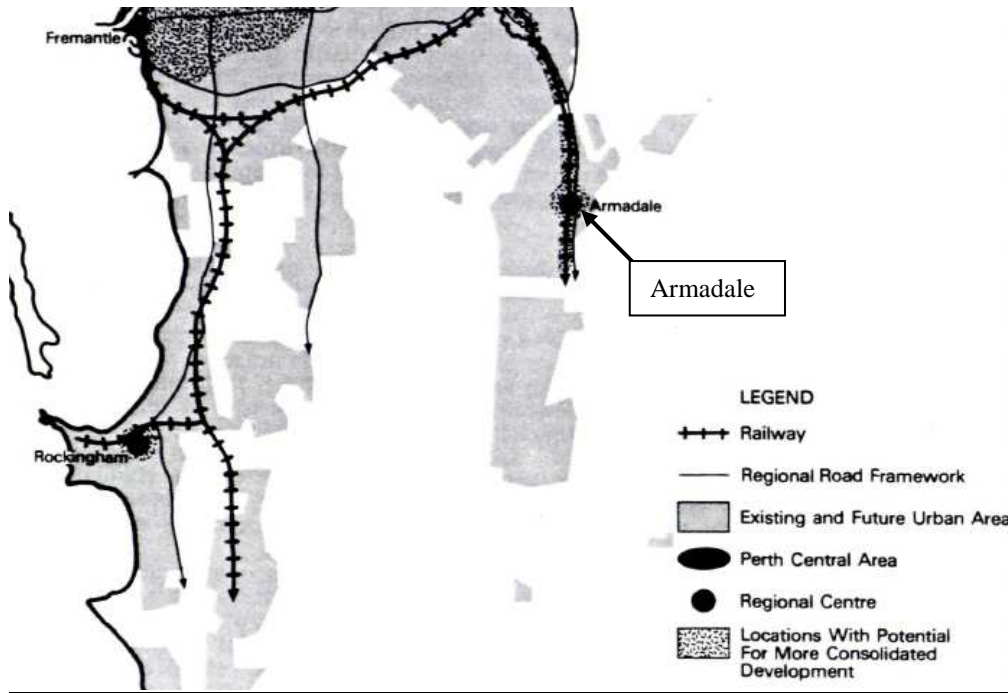 Fremantle
Armadale
Armadale
Rockingham
LEGEND
Railway
Regional Road Framework
Existing and Future Urban Area
Perth Central Area
Regional Centre
Locations With Potential
For More Consolidated
Development